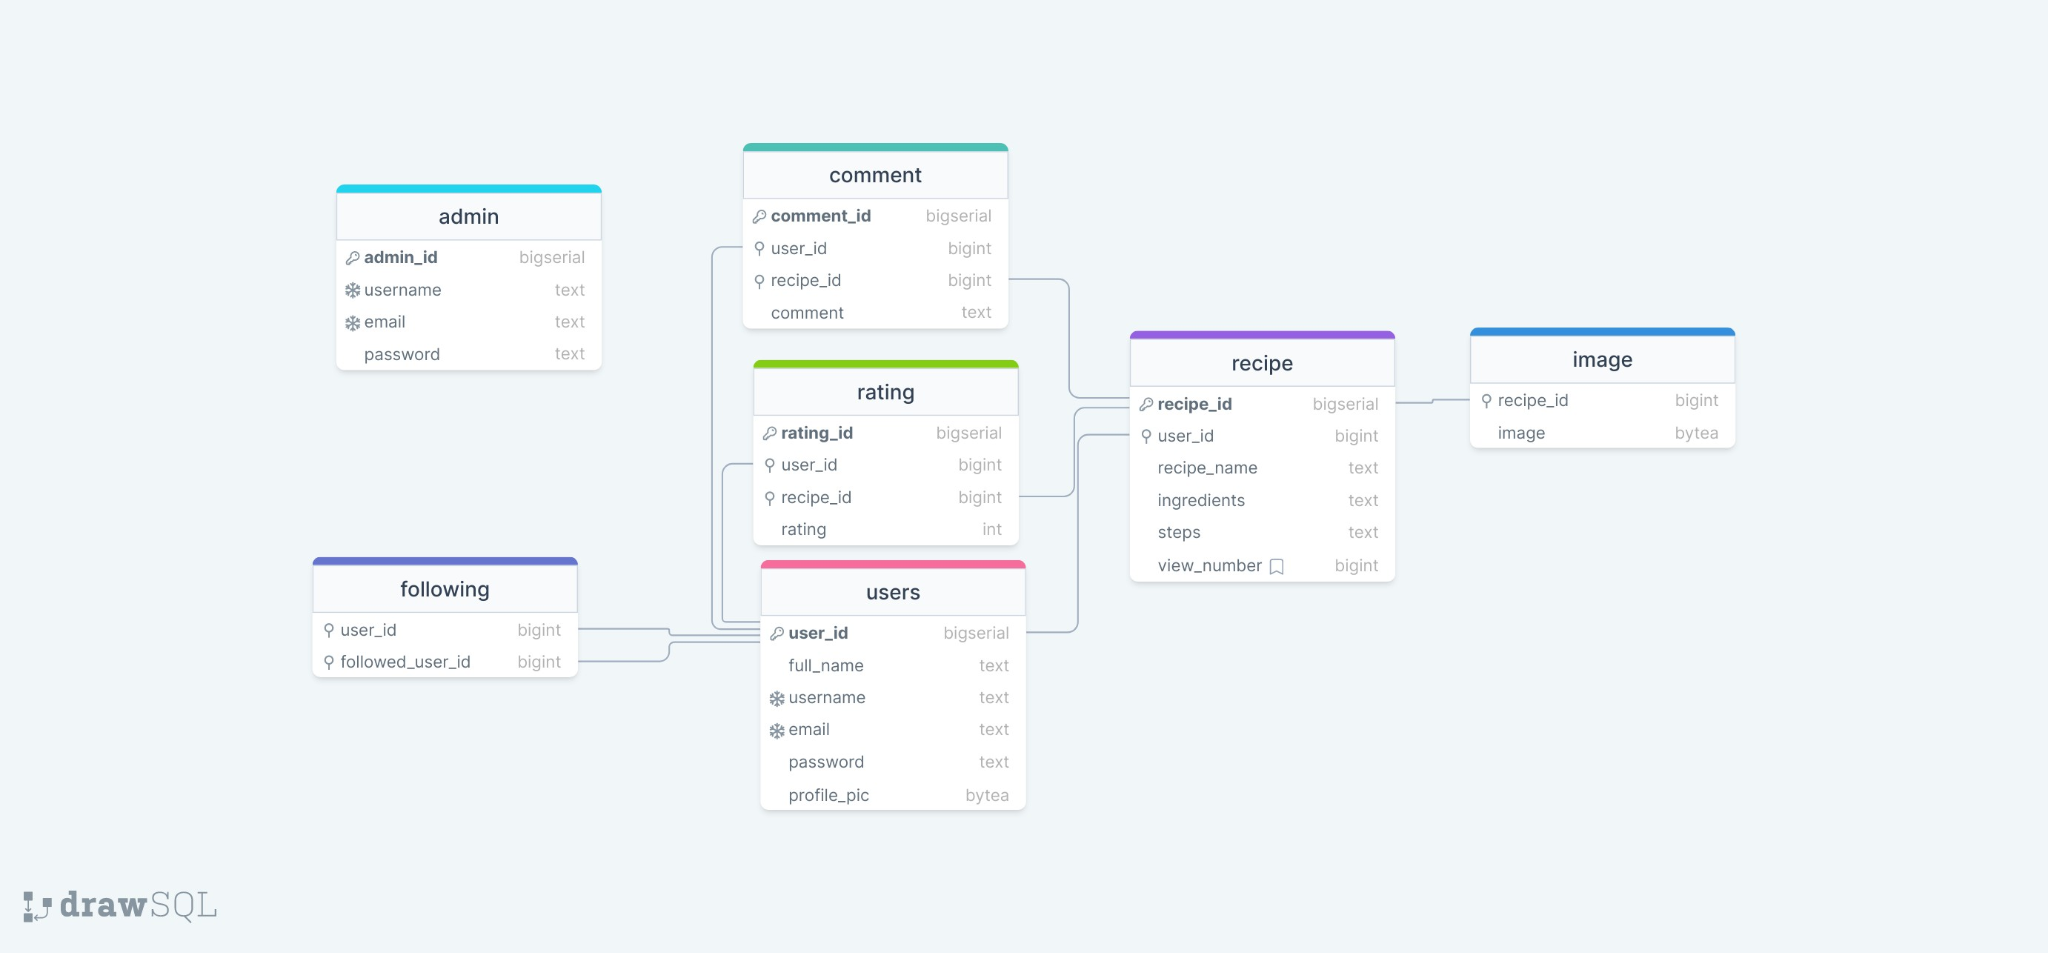 admin
admin_id bigserial
username text
email text
password text
comment
comment_id bigserial
user_id bigint
recipe_id bigint
comment text
rating
rating_id bigserial
user_id bigint
recipe_id bigint
rating int
recipe
recipe_id bigserial
user_id bigint
recipe_name text
ingredients text
steps text
view_number bigint
image
recipe_id bigint
image bytea
following
user_id bigint
followed_user_id bigint
users
user_id bigserial
full_name text
username text
email text
password text
profile_pic bytea
drawSQL